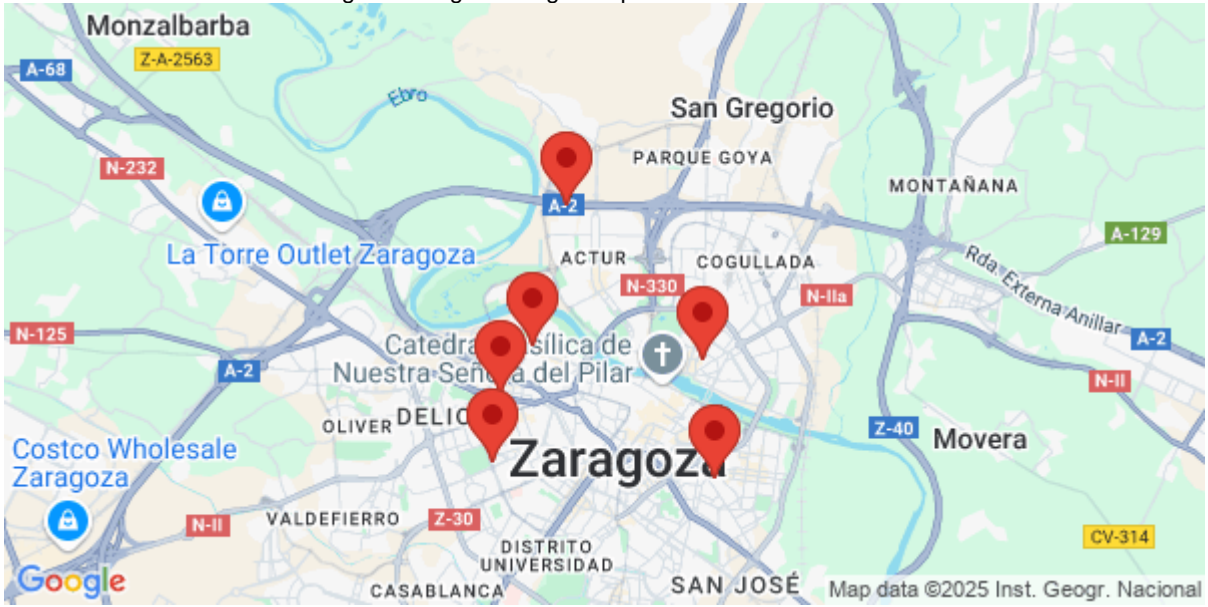 Monzalbarba
Z-A-2563
A-68
Ebro
San Gregorio
PARQUE GOYA
N-232
MONTAÑANA
A-2
A-129
La Torre Outlet Zaragoza
ACTUR
COGULLADA
N-330
N-IIa
Rda. Externa Anillar
N-125
A-2
A-2
de
Nuestra
del Pilar
N-II
OLIVER
Z-40
Movera
Zaragoza
Costco Wholesale
Zaragoza
N-II
VALDEFIERRO
Z-30
CV-314
DISTRITO
UNIVERSIDAD
CASABLANCA
SAN JOSÉ
Google
Map data ©2025 Inst. Geogr. Nacional